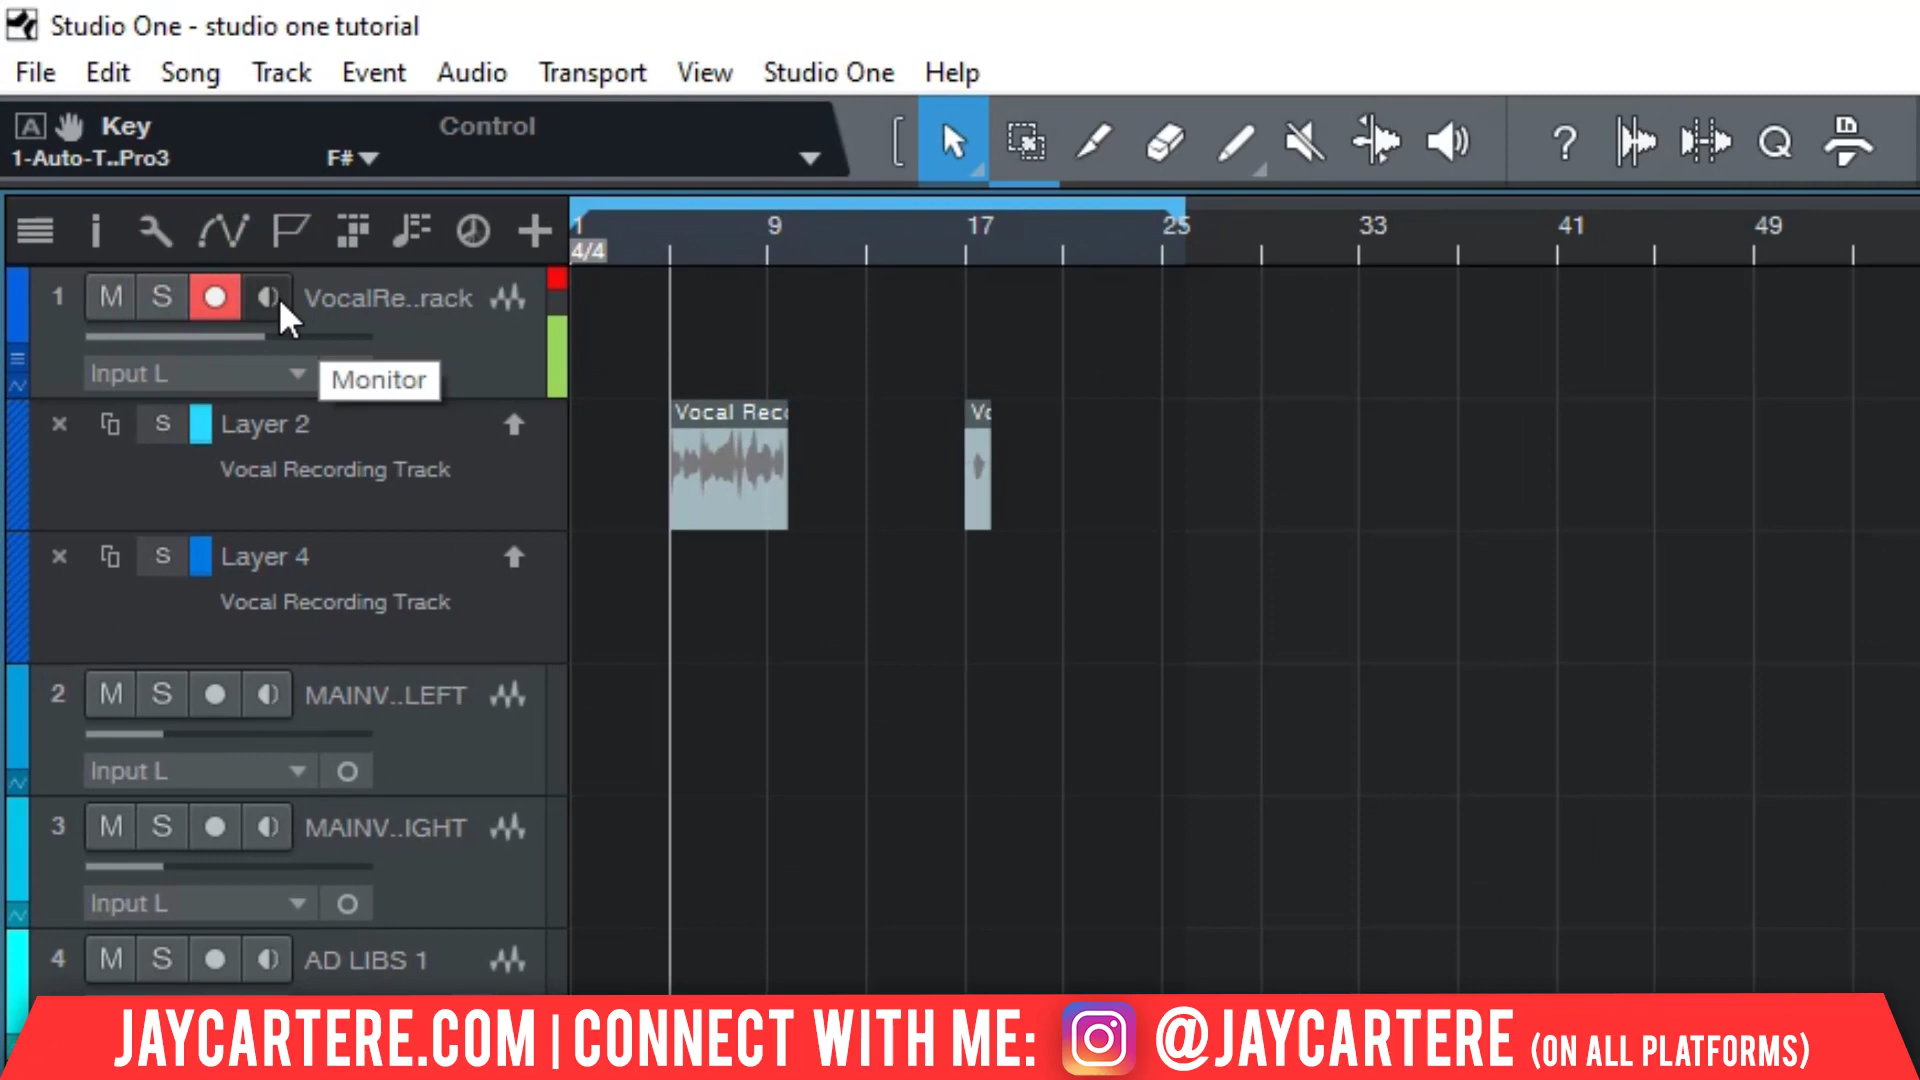 Studio One - studio one tutorial
File Edit Song Track Event Audio Transport View Studio One Help
A Key Control
1-Auto-T..Pro3 F#
? Q
1 9 17 25 33 41 49
4/4
1 M S VocalRe..rack
Input L
Monitor
S Layer 2
Vocal Recording Track
Vocal Reco
Vo
S Layer 4
Vocal Recording Track
2 M S MAINV..LEFT
Input L
3 M S MAINV..IGHT
Input L
4 M S AD LIBS 1
JAYCARTERE.COM | CONNECT WITH ME: @JAYCARTERE (ON ALL PLATFORMS)